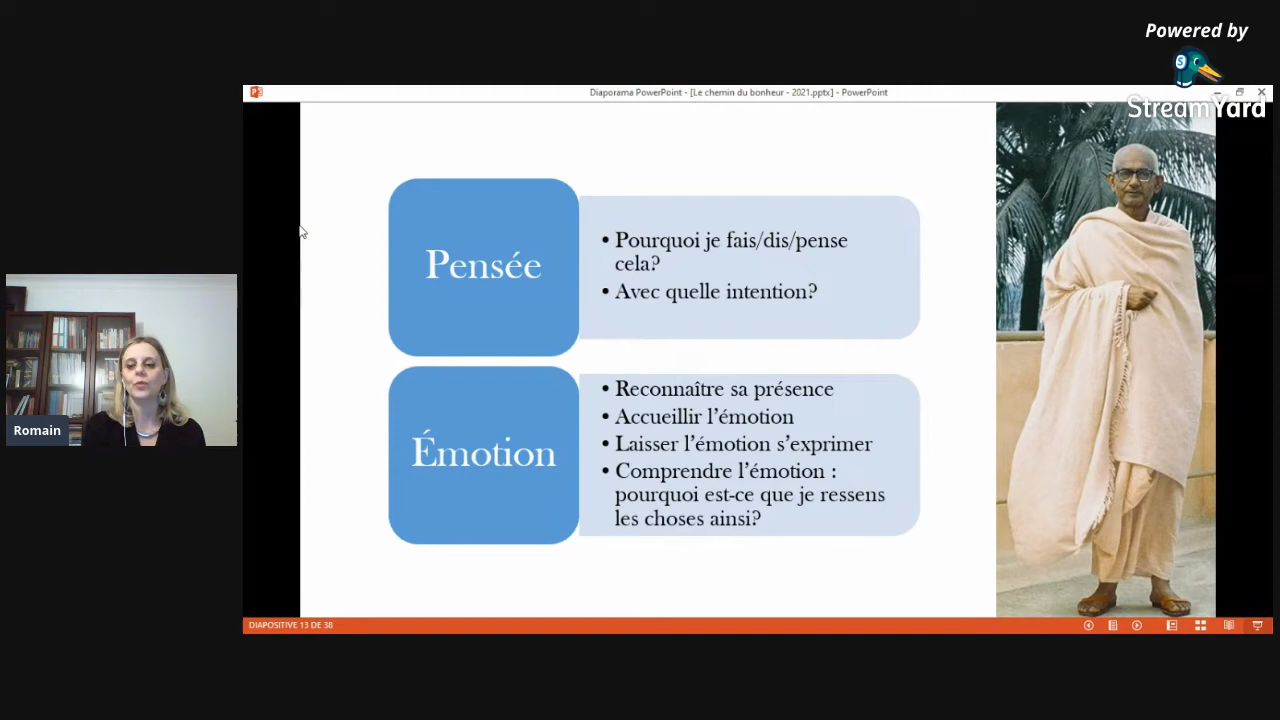 Powered by
StreamYard
Diaporama PowerPoint - [Le chemin du bonheur - 2021.pptx] - PowerPoint
Pensée
• Pourquoi je fais/dis/pense
cela?
• Avec quelle intention?
Émotion
• Reconnaître sa présence
• Accueillir l’émotion
• Laisser l’émotion s’exprimer
• Comprendre l’émotion :
pourquoi est-ce que je ressens
les choses ainsi?
Romain
DIAPOSITIVE 13 DE 38